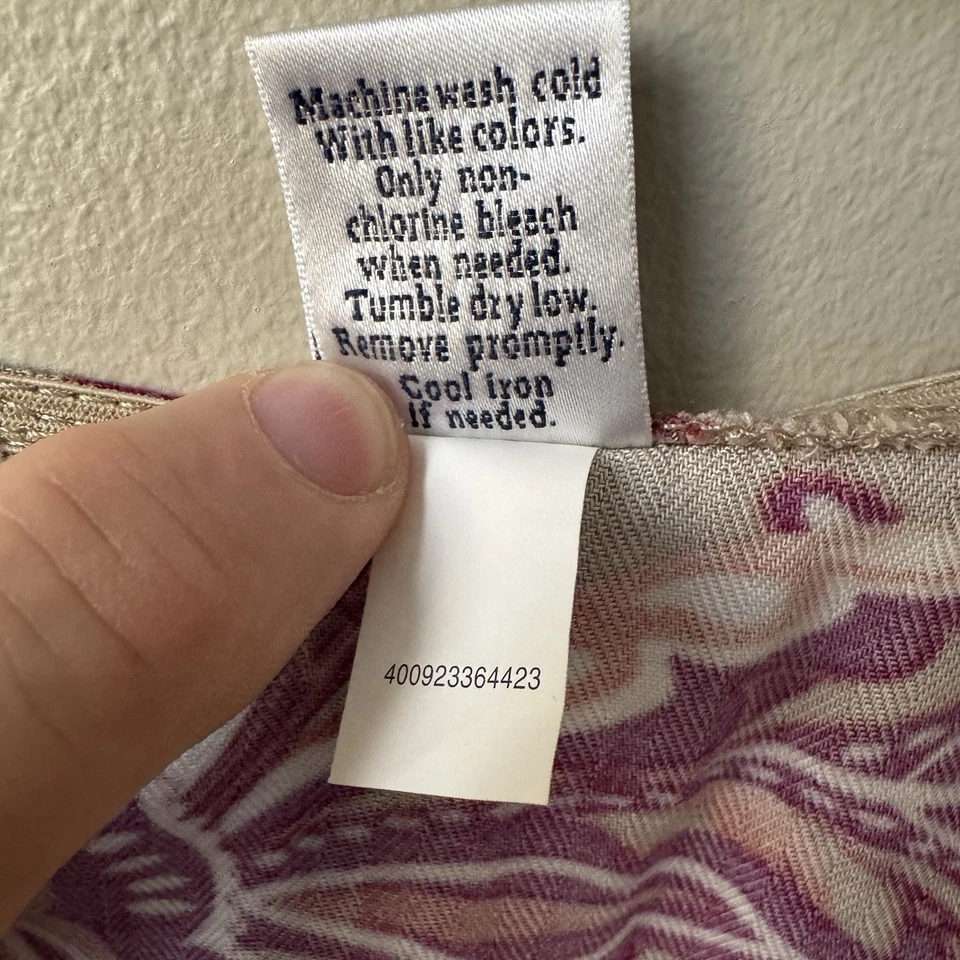 Machine wash cold
With like colors.
Only non-
chlorine bleach
when needed.
Tumble dry low.
Remove promptly.
Cool iron
if needed.
400923364423